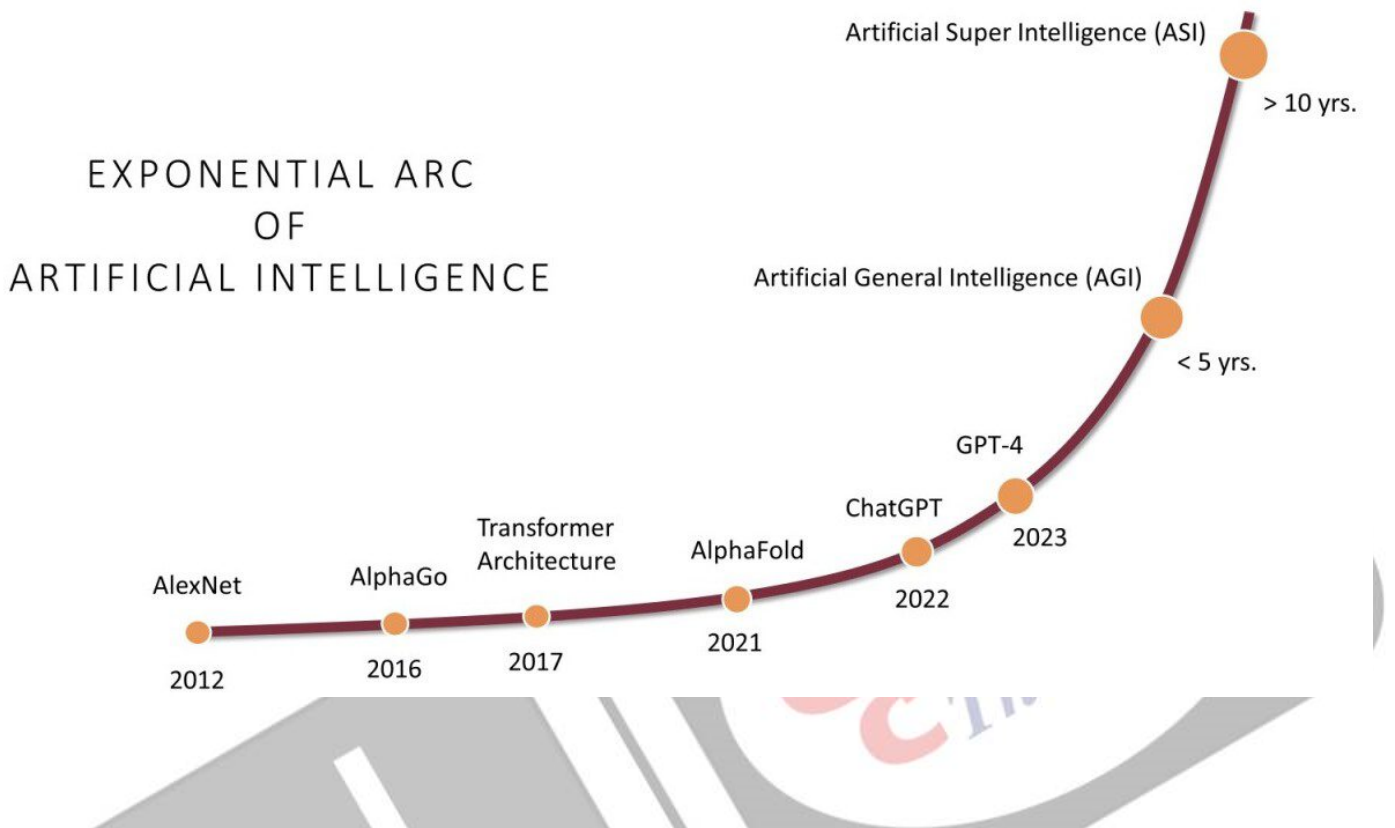 EXPONENTIAL ARC
OF
ARTIFICIAL INTELLIGENCE
Artificial Super Intelligence (ASI)
> 10 yrs.
Artificial General Intelligence (AGI)
< 5 yrs.
GPT-4
2023
ChatGPT
2022
AlphaFold
2021
Transformer
Architecture
2017
AlphaGo
2016
AlexNet
2012